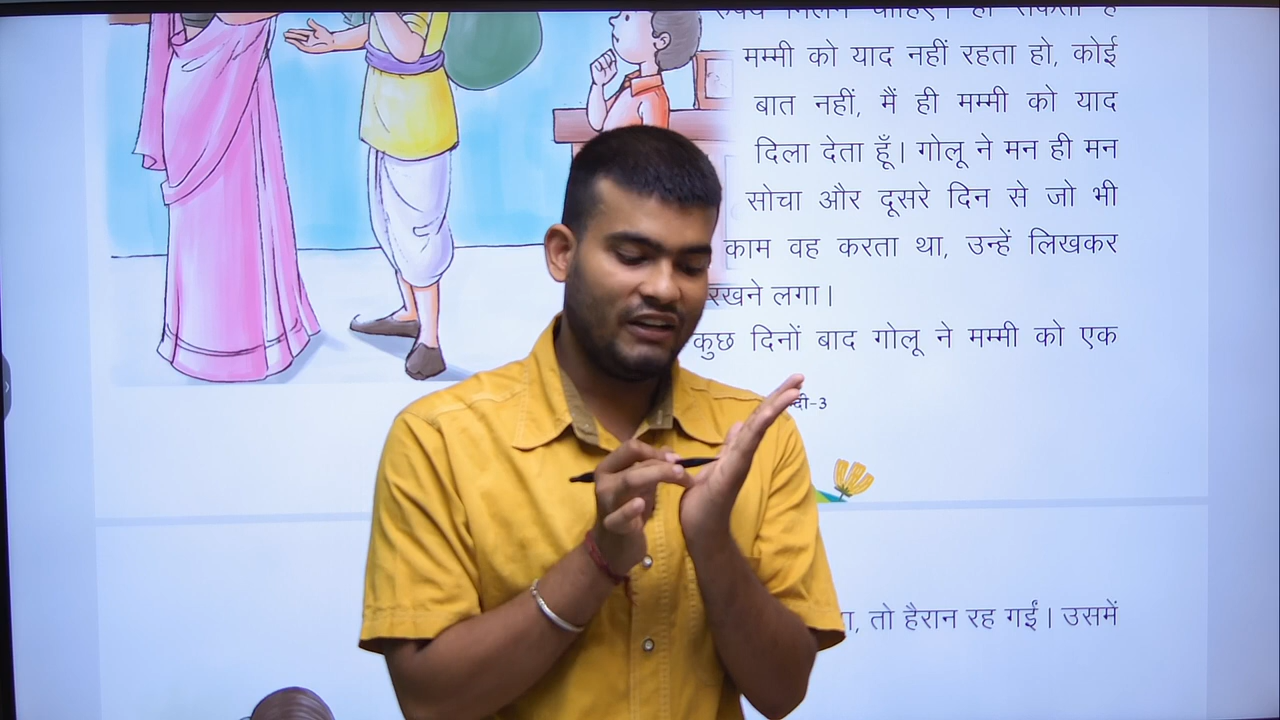 मम्मी को याद नहीं रहता हो, कोई
बात नहीं, मैं ही मम्मी को याद
दिला देता हूँ। गोलू ने मन ही मन
सोचा और दूसरे दिन से जो भी
काम वह करता था, उन्हें लिखकर
रखने लगा।
कुछ दिनों बाद गोलू ने मम्मी को एक
-3
तो हैरान रह गईं। उसमें